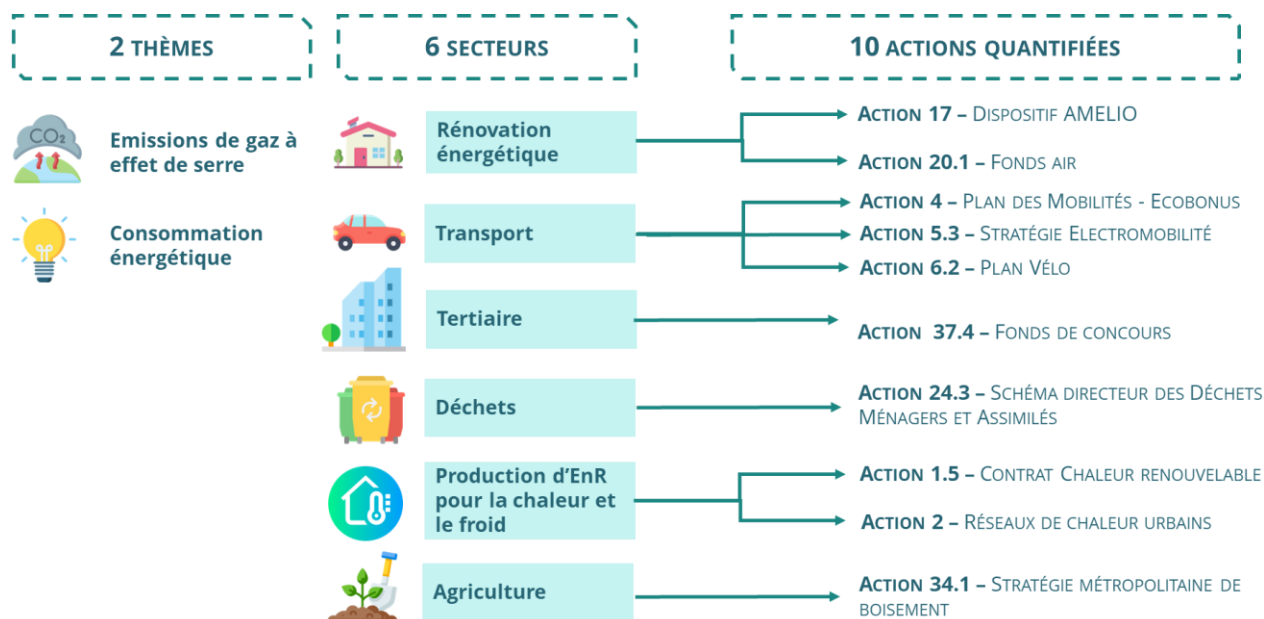 2 THÈMES
6 SECTEURS
10 ACTIONS QUANTIFIÉES
CO2
Emissions de gaz à
effet de serre
Consommation
énergétique
Rénovation
énergétique
ACTION 17 – DISPOSITIF AMELIO
ACTION 20.1 – FONDS AIR
Transport
ACTION 4 – PLAN DES MOBILITÉS - ECOBONUS
ACTION 5.3 – STRATÉGIE ELECTROMOBILITÉ
ACTION 6.2 – PLAN VÉLO
Tertiaire
ACTION 37.4 – FONDS DE CONCOURS
Déchets
ACTION 24.3 – SCHÉMA DIRECTEUR DES DÉCHETS
MÉNAGERS ET ASSIMILÉS
Production d’EnR
pour la chaleur et
le froid
ACTION 1.5 – CONTRAT CHALEUR RENOUVELABLE
ACTION 2 – RÉSEAUX DE CHALEUR URBAINS
Agriculture
ACTION 34.1 – STRATÉGIE MÉTROPOLITAINE DE
BOISEMENT